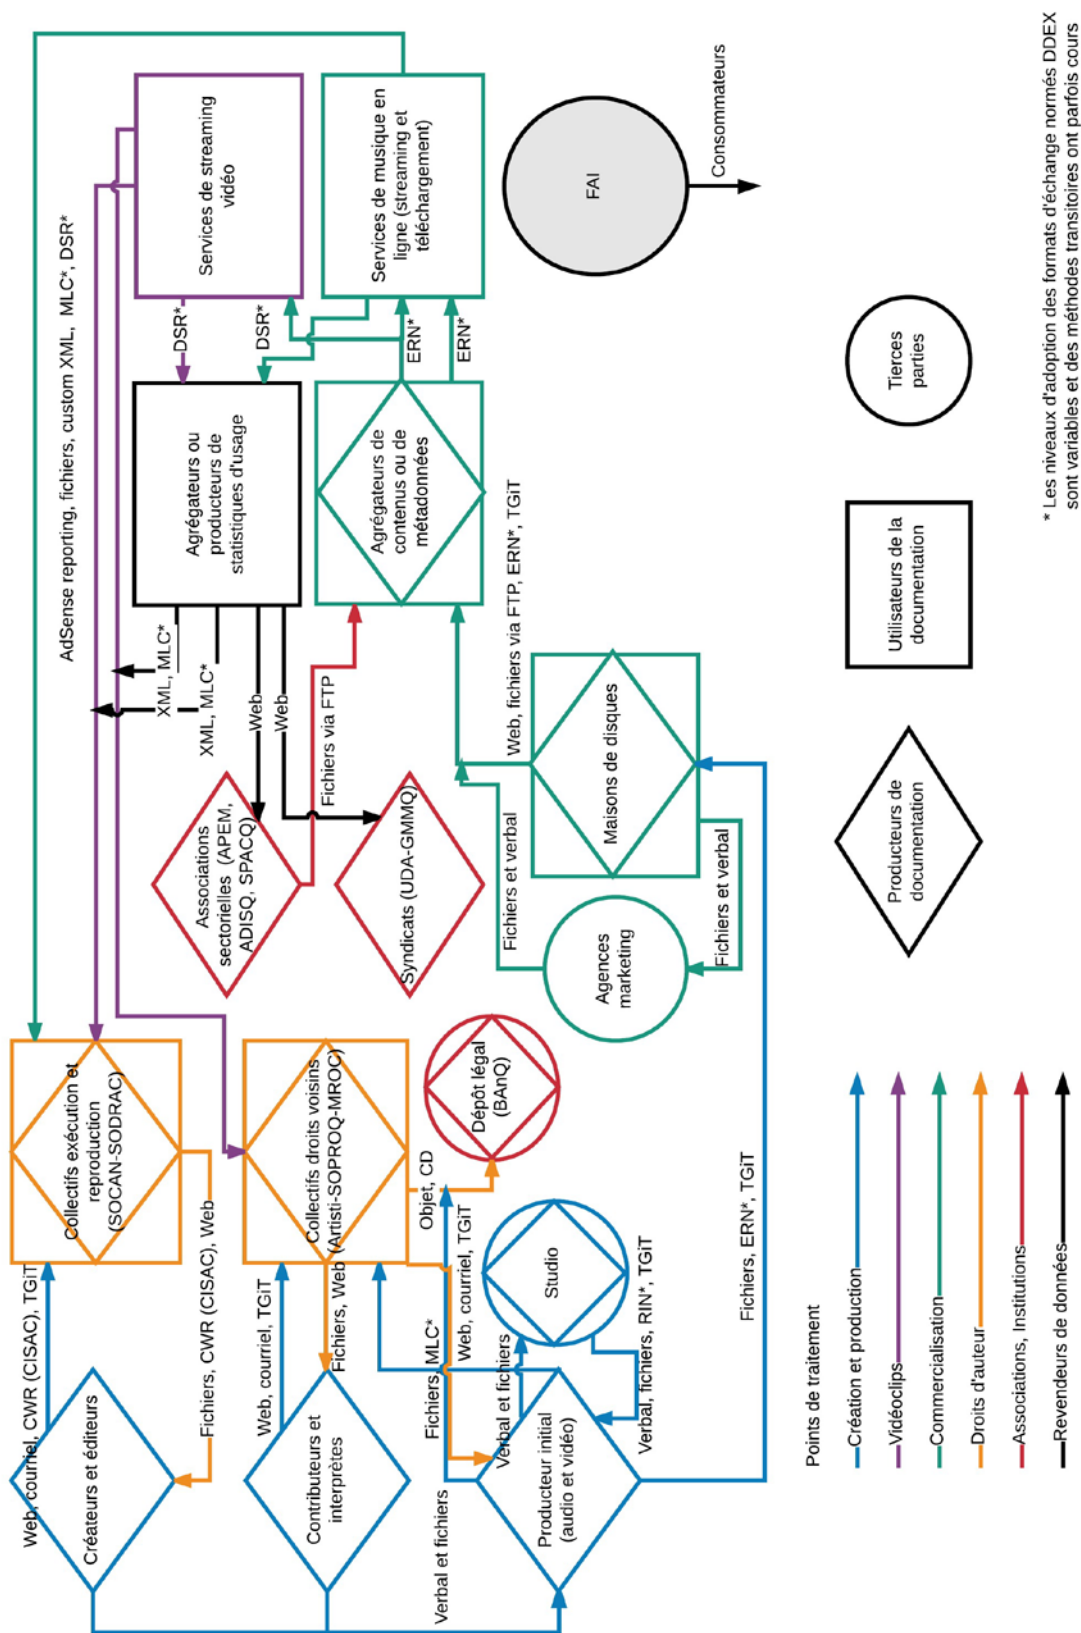 Web, courriel, CWR (CISAC), TGiT
Créateurs et éditeurs
Fichiers, CWR (CISAC), Web
Collectifs exécution et
reproduction
(SOCAN-SODRAC)
AdSense reporting, fichiers, custom XML, MLC*, DSR*
Services de streaming
vidéo
DSR*
DSR*
Agrégateurs ou
producteurs de
statistiques d'usage
XML, MLC*
XML, MLC*
Web
Web
Services de musique en
ligne (streaming et
téléchargement)
ERN*
ERN*
Agrégateurs de
contenus ou de
métadonnées
Associations
sectorielles (APEM,
ADISQ, SPACQ)
Fichiers via FTP
Syndicats (UDA-GMMQ)
Web, courriel, TGiT
Contributeurs et
interprètes
Fichiers, Web
Collectifs droits voisins
(Artisti-SOPROQ-MROC)
Objet, CD
Dépôt légal
(BAnQ)
Fichiers, MLC*
Web, courriel, TGiT
Verbal et fichiers
Verbal et fichiers
Studio
Verbal, fichiers, RIN*, TGiT
Producteur initial
(audio et vidéo)
Agences
marketing
Fichiers et verbal
Fichiers et verbal
Maisons de disques
Web, fichiers via FTP, ERN*, TGiT
Fichiers, ERN*, TGiT
FAI
Consommateurs
Points de traitement
Création et production
Vidéoclips
Commercialisation
Droits d'auteur
Associations, Institutions
Revendeurs de données
Producteurs de
documentation
Utilisateurs de la
documentation
Tierces
parties
* Les niveaux d'adoption des formats d'échange normés DDEX
sont variables et des méthodes transitoires ont parfois cours